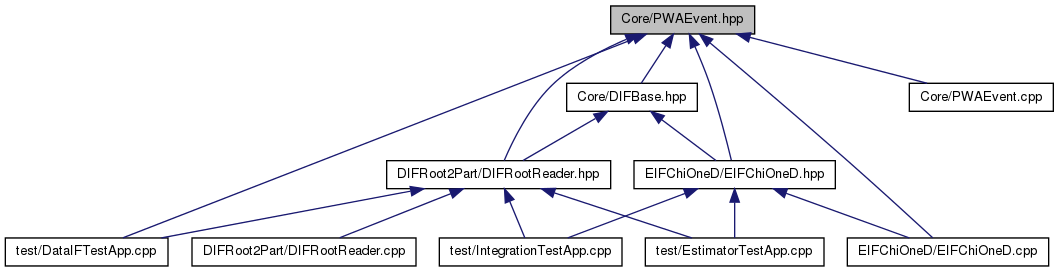 Core/PWAEvent.hpp
Core/DIFBase.hpp
Core/PWAEvent.cpp
DIFRoot2Part/DIFRootReader.hpp
EIFChiOneD/EIFChiOneD.hpp
test/DataIFTestApp.cpp
DIFRoot2Part/DIFRootReader.cpp
test/IntegrationTestApp.cpp
test/EstimatorTestApp.cpp
EIFChiOneD/EIFChiOneD.cpp